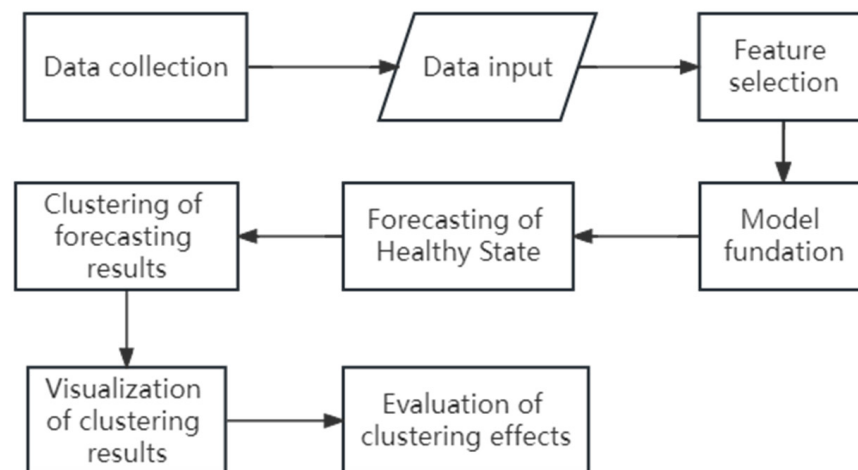 Data collection
Data input
Feature
selection
Model
fundation
Forecasting of
Healthy State
Clustering of
forecasting
results
Visualization
of clustering
results
Evaluation of
clustering effects